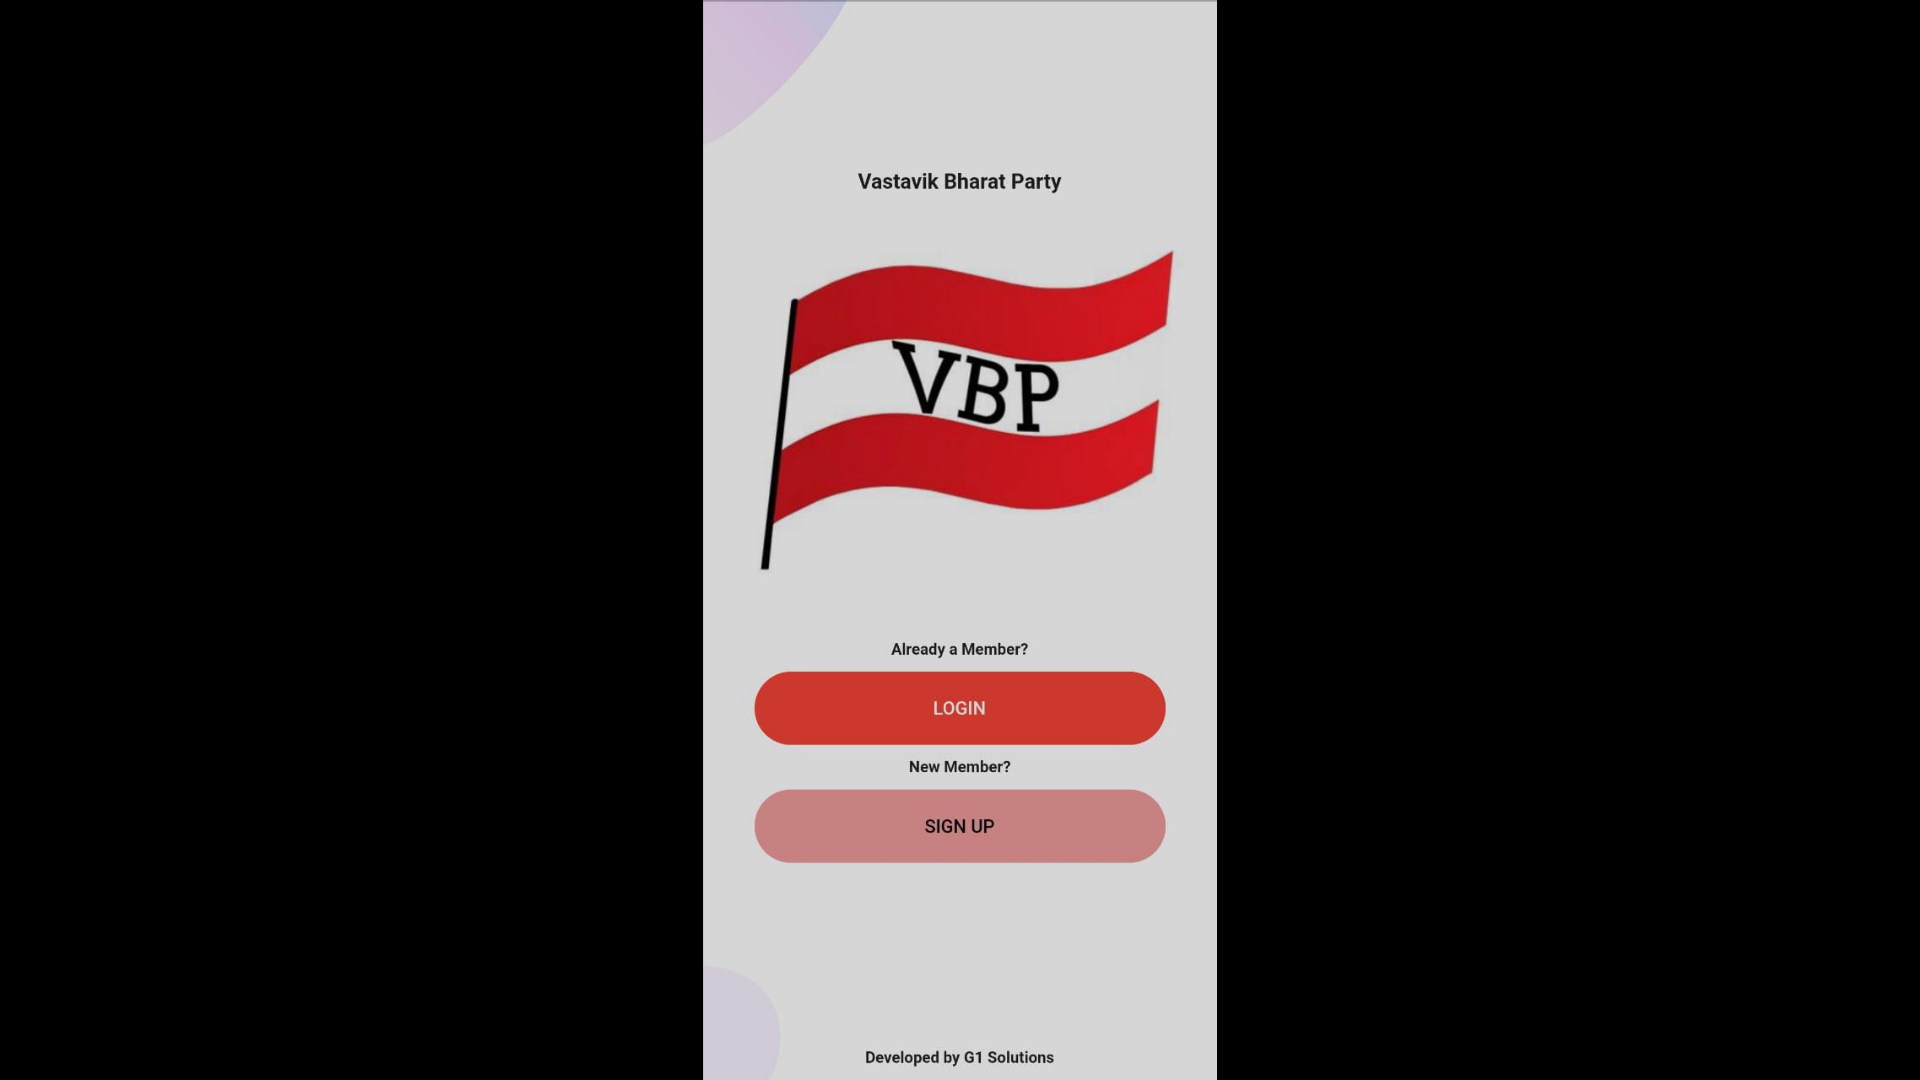 Vastavik Bharat Party
VBP
Already a Member?
LOGIN
New Member?
SIGN UP
Developed by G1 Solutions